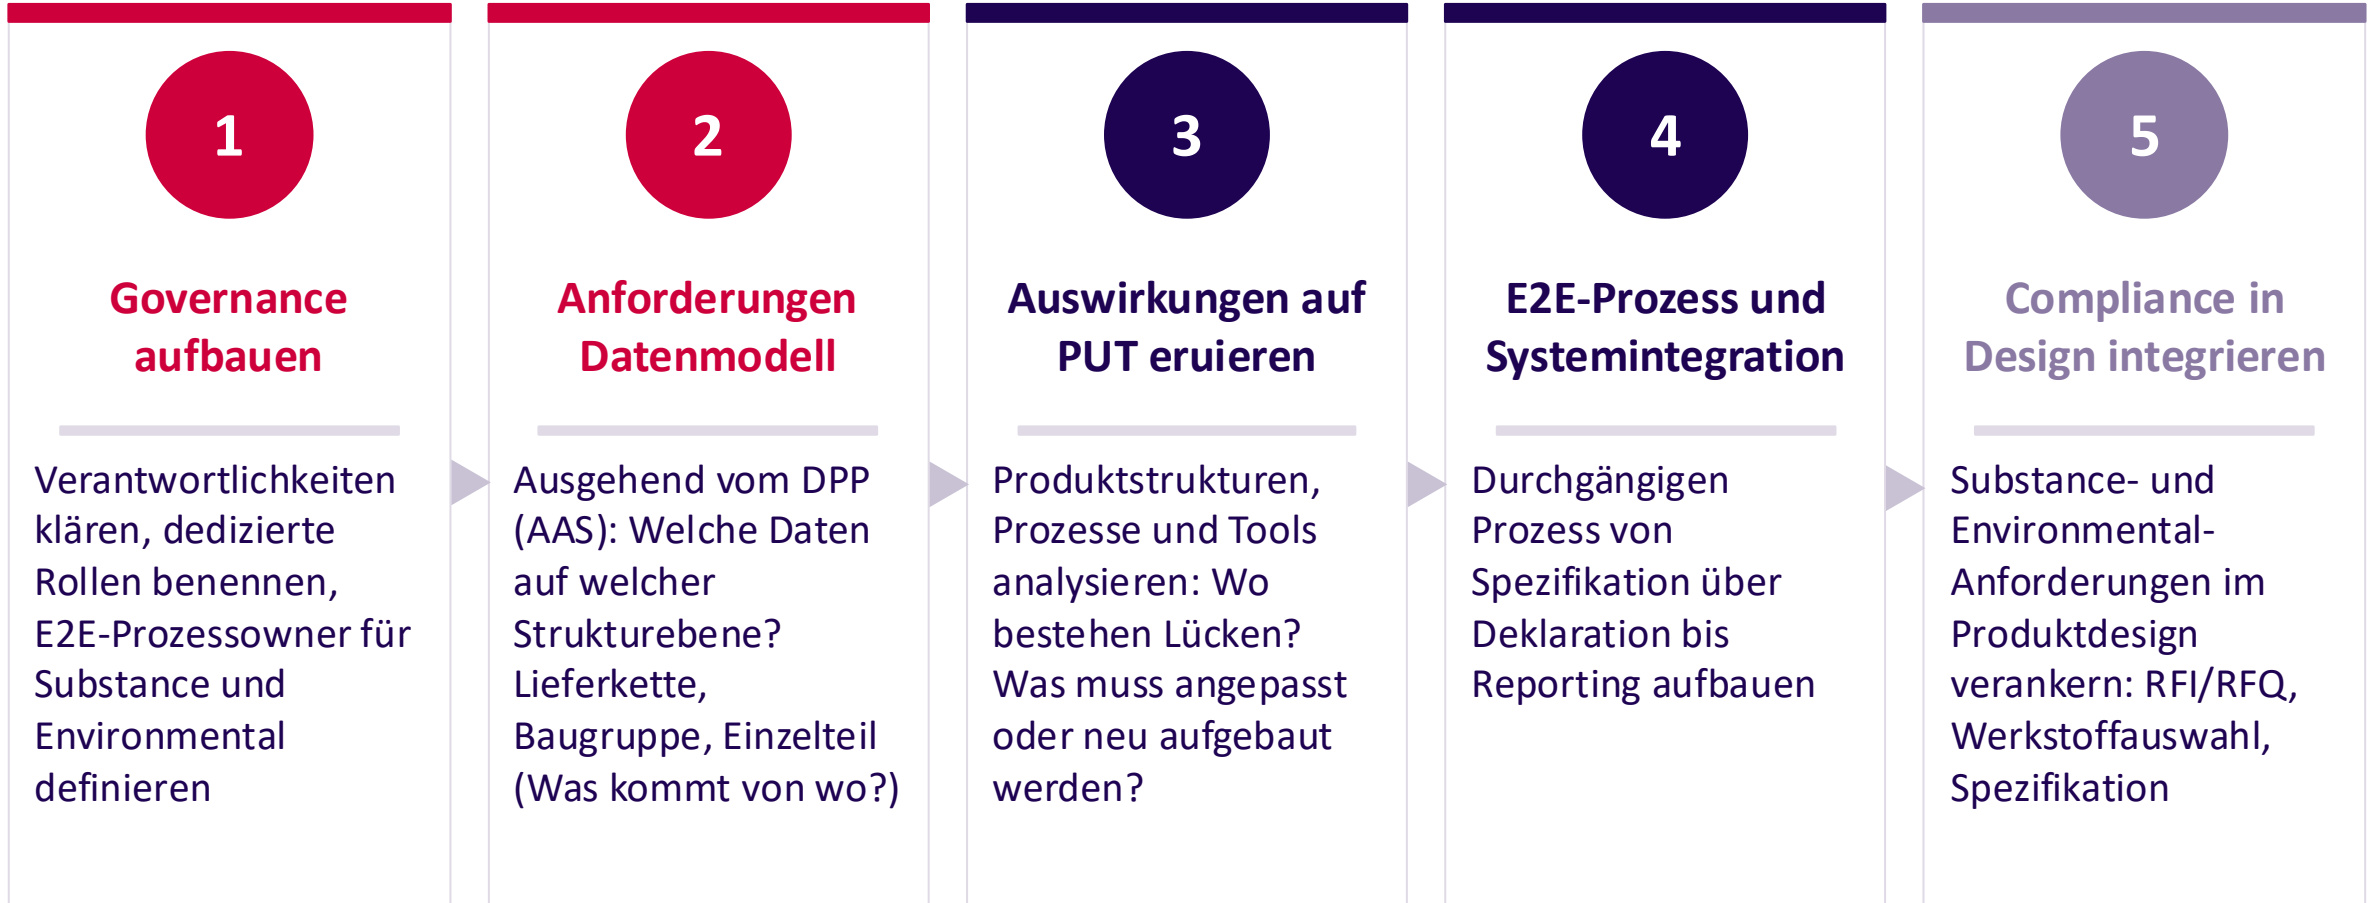 1
Governance
aufbauen
Verantwortlichkeiten
klären, dedizierte
Rollen benennen,
E2E-Prozessowner für
Substance und
Environmental
definieren
2
Anforderungen
Datenmodell
Ausgehend vom DPP
(AAS): Welche Daten
auf welcher
Strukturebene?
Lieferkette,
Baugruppe, Einzelteil
(Was kommt von wo?)
3
Auswirkungen auf
PUT eruieren
Produktstrukturen,
Prozesse und Tools
analysieren: Wo
bestehen Lücken?
Was muss angepasst
oder neu aufgebaut
werden?
4
E2E-Prozess und
Systemintegration
Durchgängigen
Prozess von
Spezifikation über
Deklaration bis
Reporting aufbauen
5
Compliance in
Design integrieren
Substance- und
Environmental-
Anforderungen im
Produktdesign
verankern: RFI/RFQ,
Werkstoffauswahl,
Spezifikation